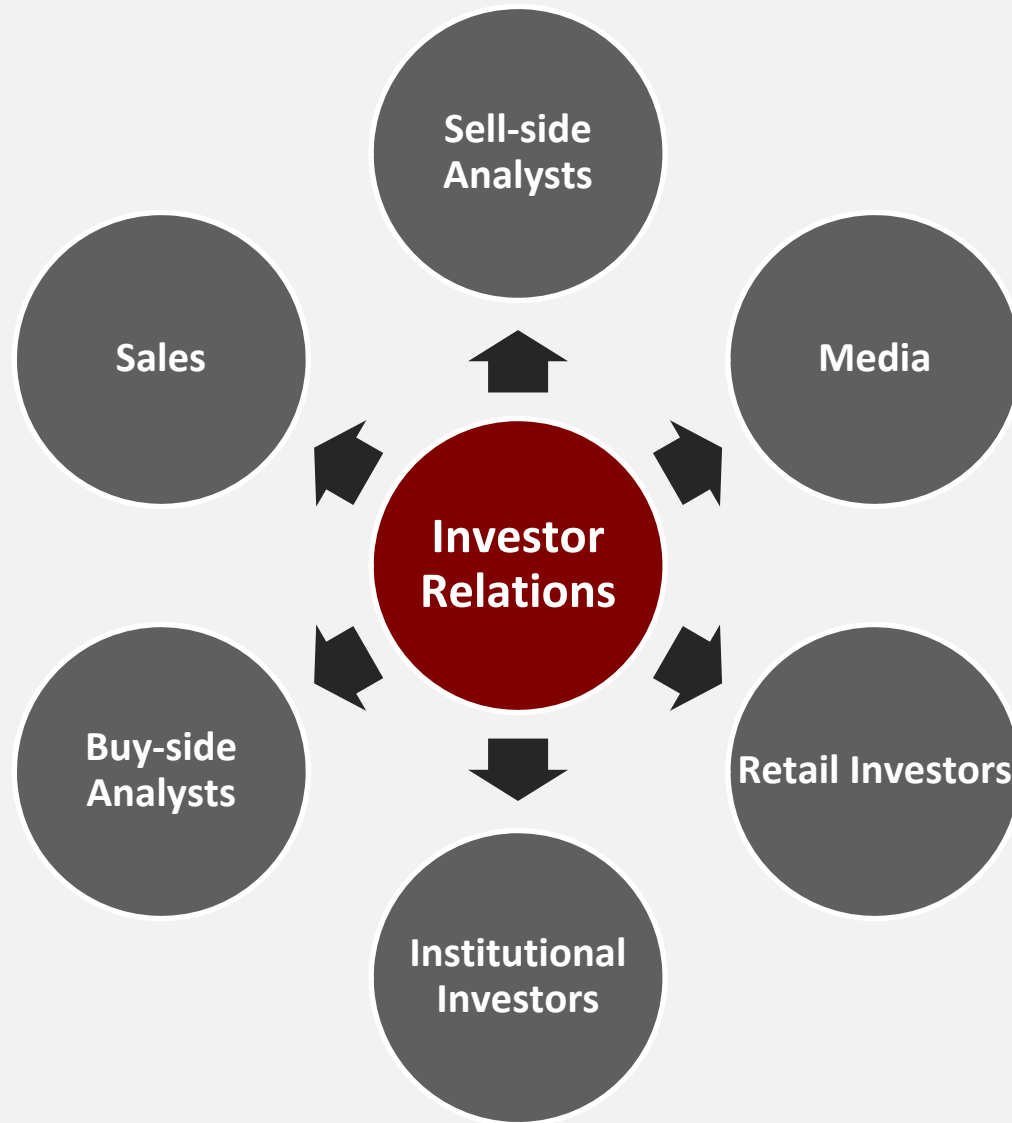 Sell-side
Analysts
Sales
Media
Investor
Relations
Buy-side
Analysts
Retail Investors
Institutional
Investors